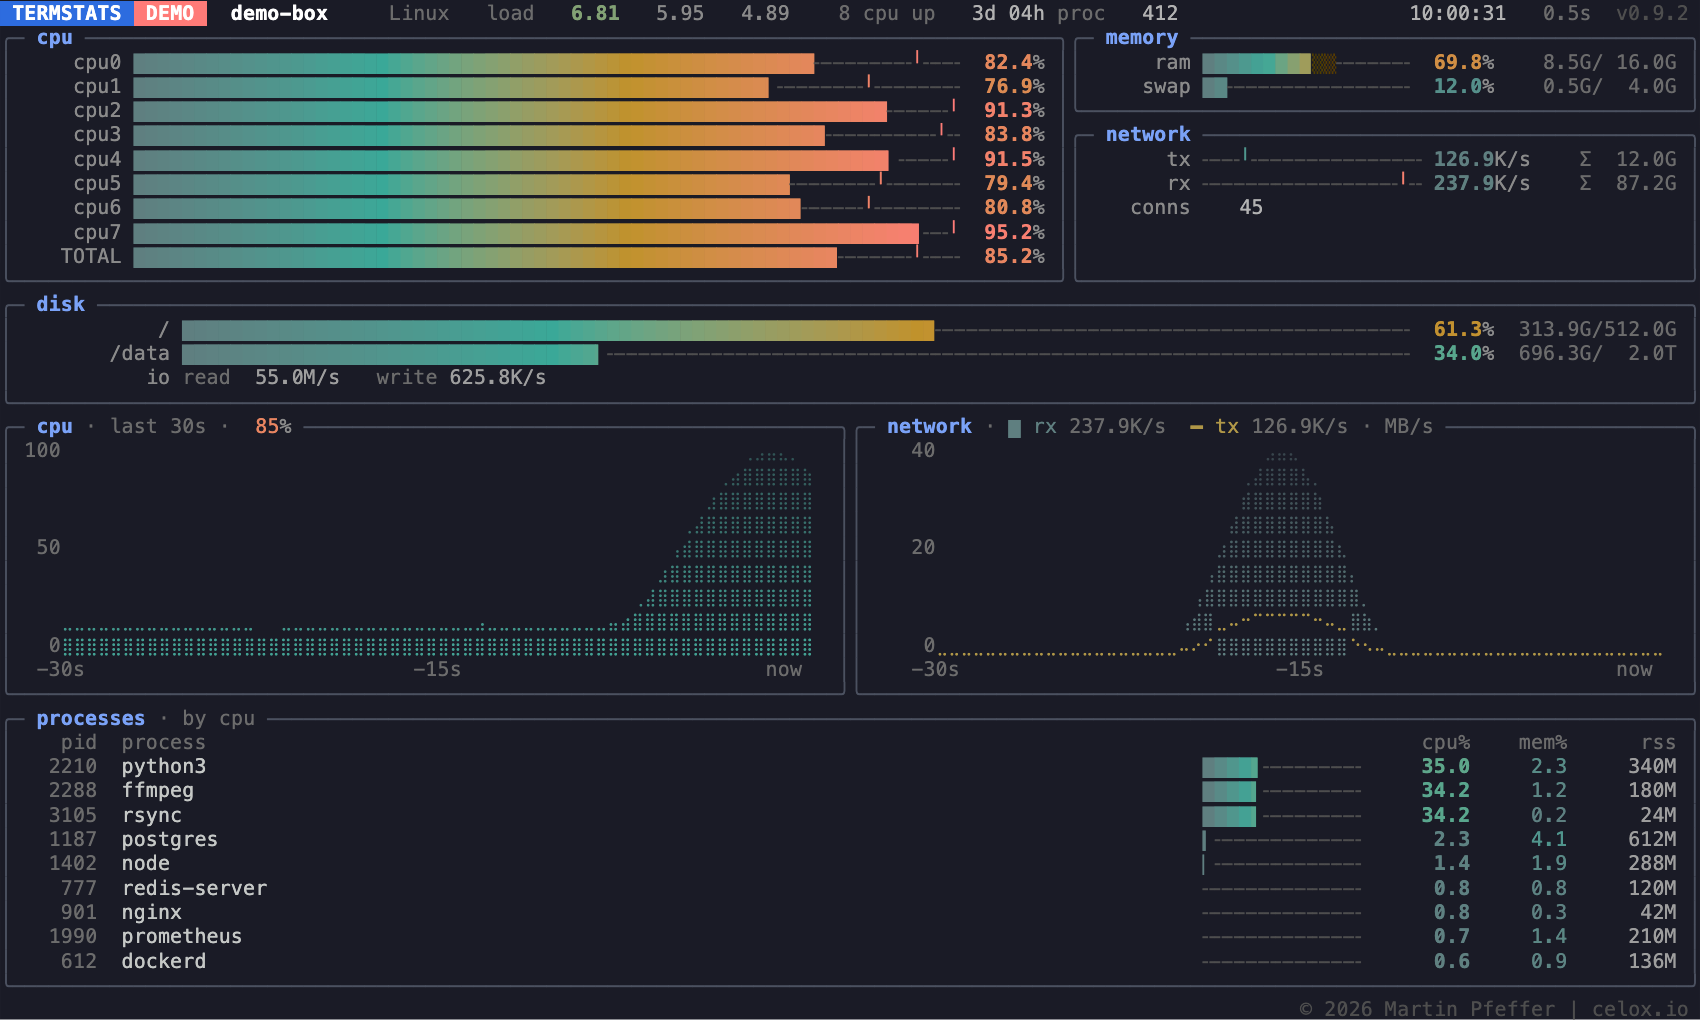 TERMSTATS DEMO demo-box Linux load 6.81 5.95 4.89 8 cpu up 3d 04h proc 412 10:00:31 0.5s v0.9.2
cpu
cpu0 82.4%
cpu1 76.9%
cpu2 91.3%
cpu3 83.8%
cpu4 91.5%
cpu5 79.4%
cpu6 80.8%
cpu7 95.2%
TOTAL 85.2%
memory
ram 69.8% 8.5G/ 16.0G
swap 12.0% 0.5G/ 4.0G
network
tx 126.9K/s Σ 12.0G
rx 237.9K/s Σ 87.2G
conns 45
disk
/ 61.3% 313.9G/512.0G
/data 34.0% 696.3G/ 2.0T
io read 55.0M/s write 625.8K/s
cpu · last 30s · 85%
100
50
0
−30s −15s now
network · rx 237.9K/s tx 126.9K/s · MB/s
40
20
0
−30s −15s now
processes · by cpu
pid process cpu% mem% rss
2210 python3 35.0 2.3 340M
2288 ffmpeg 34.2 1.2 180M
3105 rsync 34.2 0.2 24M
1187 postgres 2.3 4.1 612M
1402 node 1.4 1.9 288M
777 redis-server 0.8 0.8 120M
901 nginx 0.8 0.3 42M
1990 prometheus 0.7 1.4 210M
612 dockerd 0.6 0.9 136M
© 2026 Martin Pfeffer | celox.io